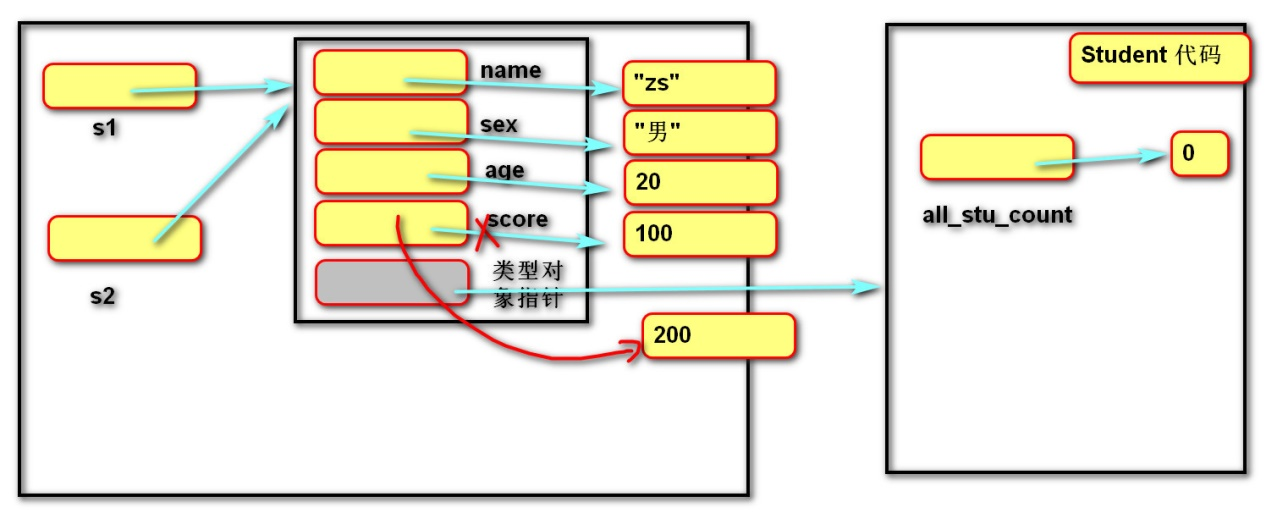 s1
s2
name
sex
age
score
类型对
象指针
"zs"
"男"
20
100
200
Student 代码
0
all_stu_count